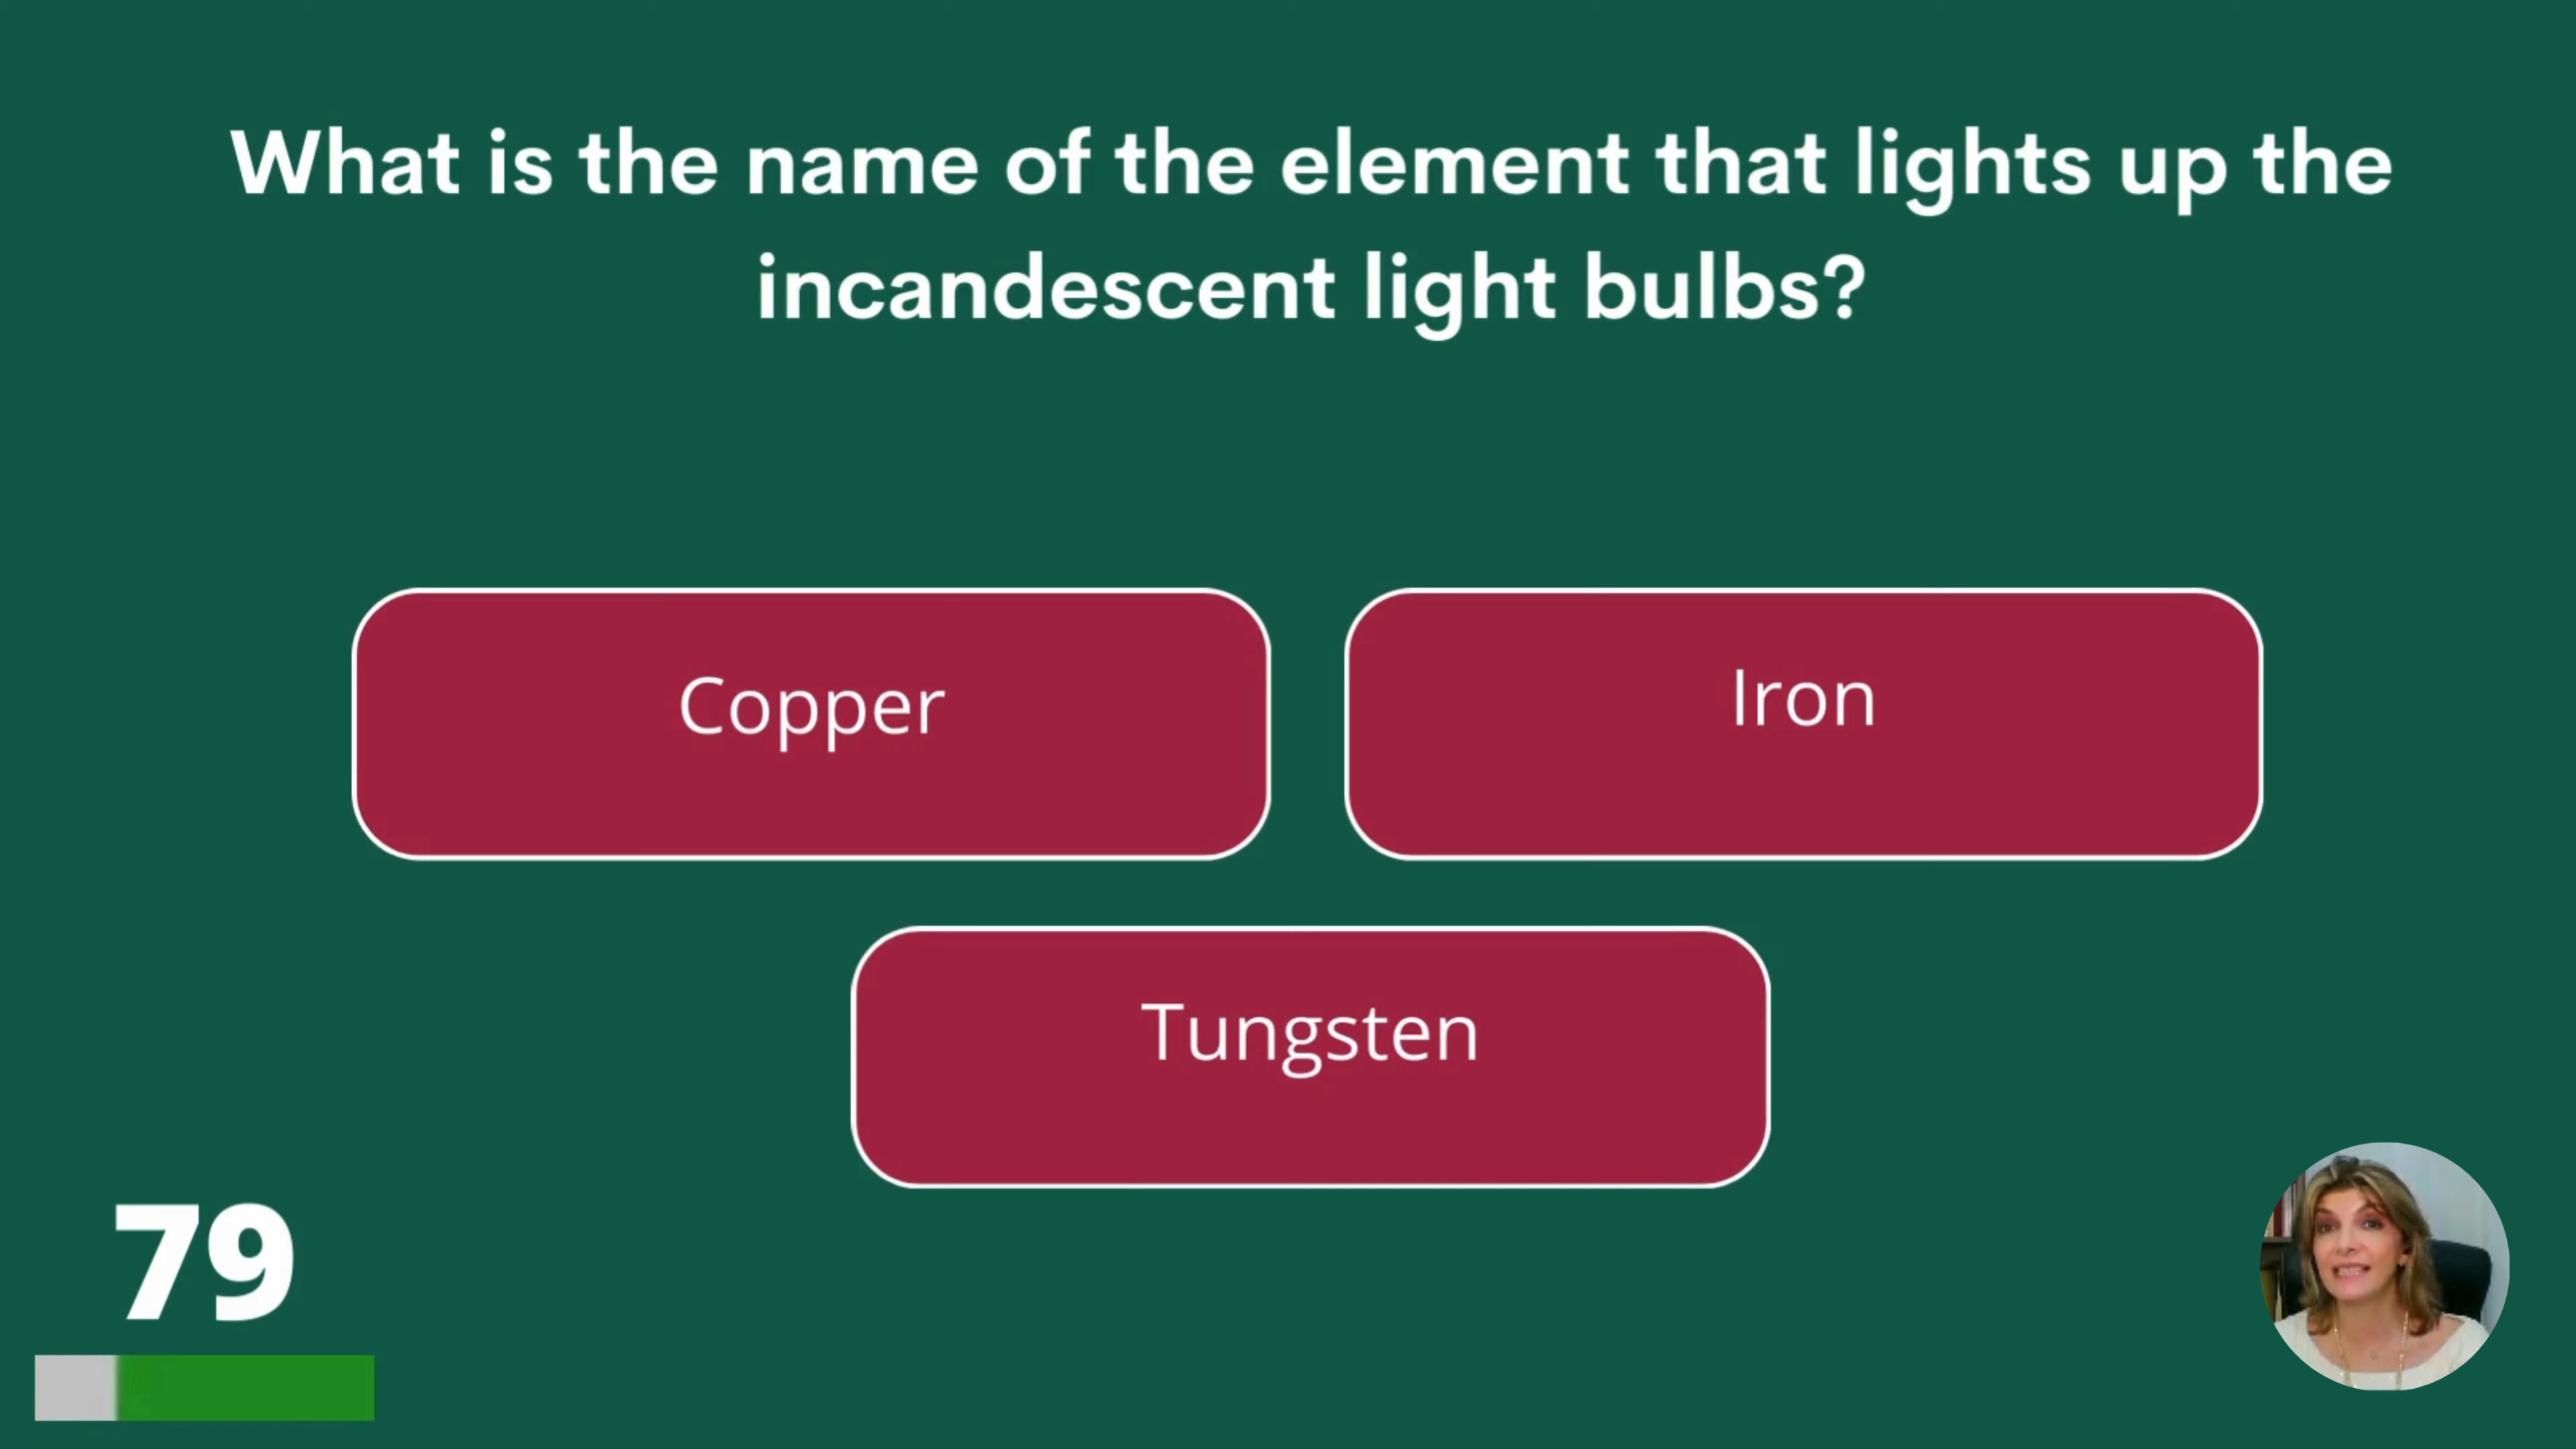 What is the name of the element that lights up the
incandescent light bulbs?
Copper
Iron
Tungsten
79